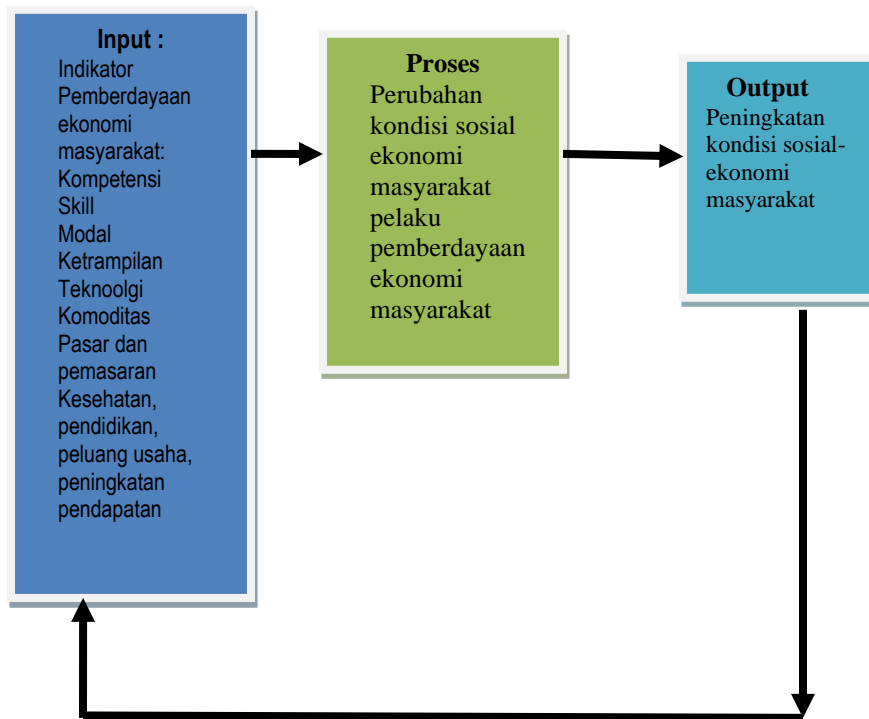 Input :
Indikator
Pemberdayaan
ekonomi
masyarakat:
Kompetensi
Skill
Modal
Ketrampilan
Teknoolgi
Komoditas
Pasar dan
pemasaran
Kesehatan,
pendidikan,
peluang usaha,
peningkatan
pendapatan
Proses
Perubahan
kondisi sosial
ekonomi
masyarakat
pelaku
pemberdayaan
ekonomi
masyarakat
Output
Peningkatan
kondisi sosial-
ekonomi
masyarakat